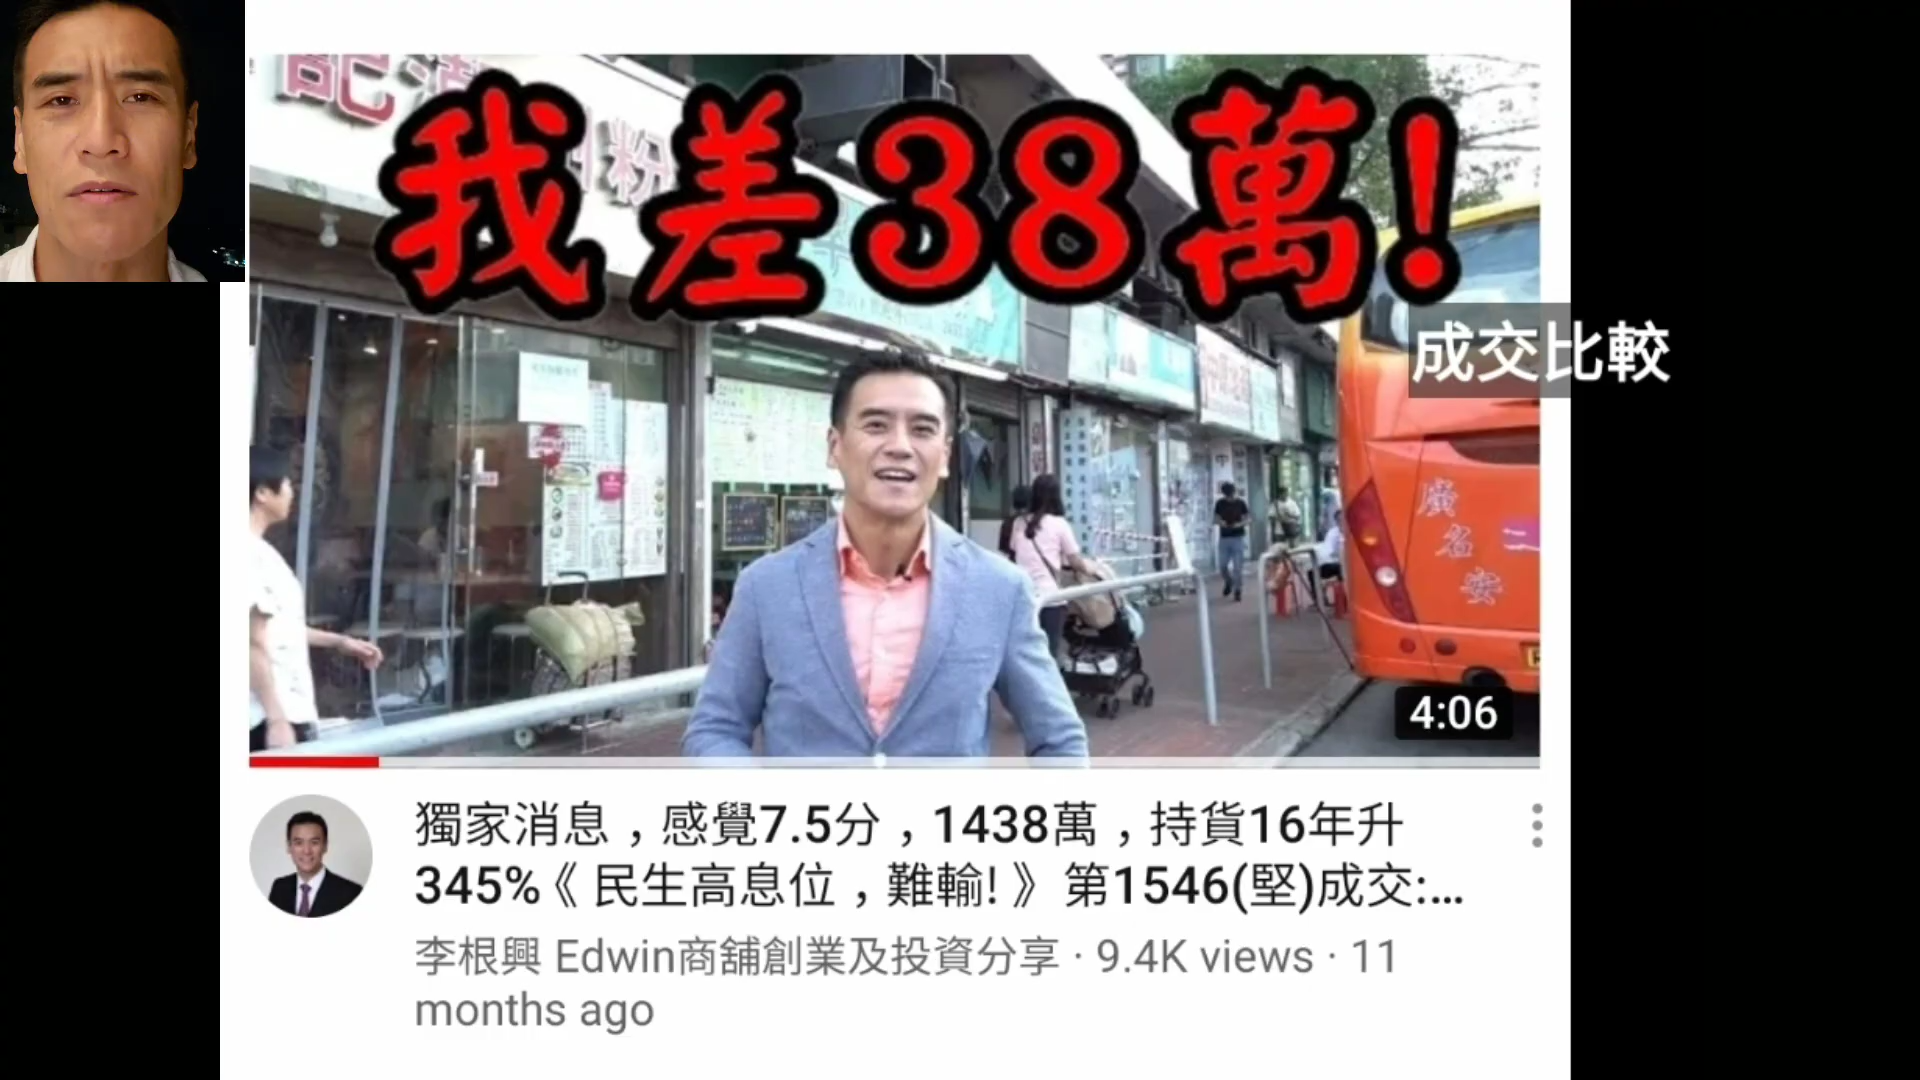 我差38萬!
成交比較
廣
名
安
4:06
獨家消息，感覺7.5分，1438萬，持貨16年升
345%《 民生高息位，難輸! 》 第1546(堅)成交:...
李根興 Edwin商舖創業及投資分享 · 9.4K views · 11
months ago